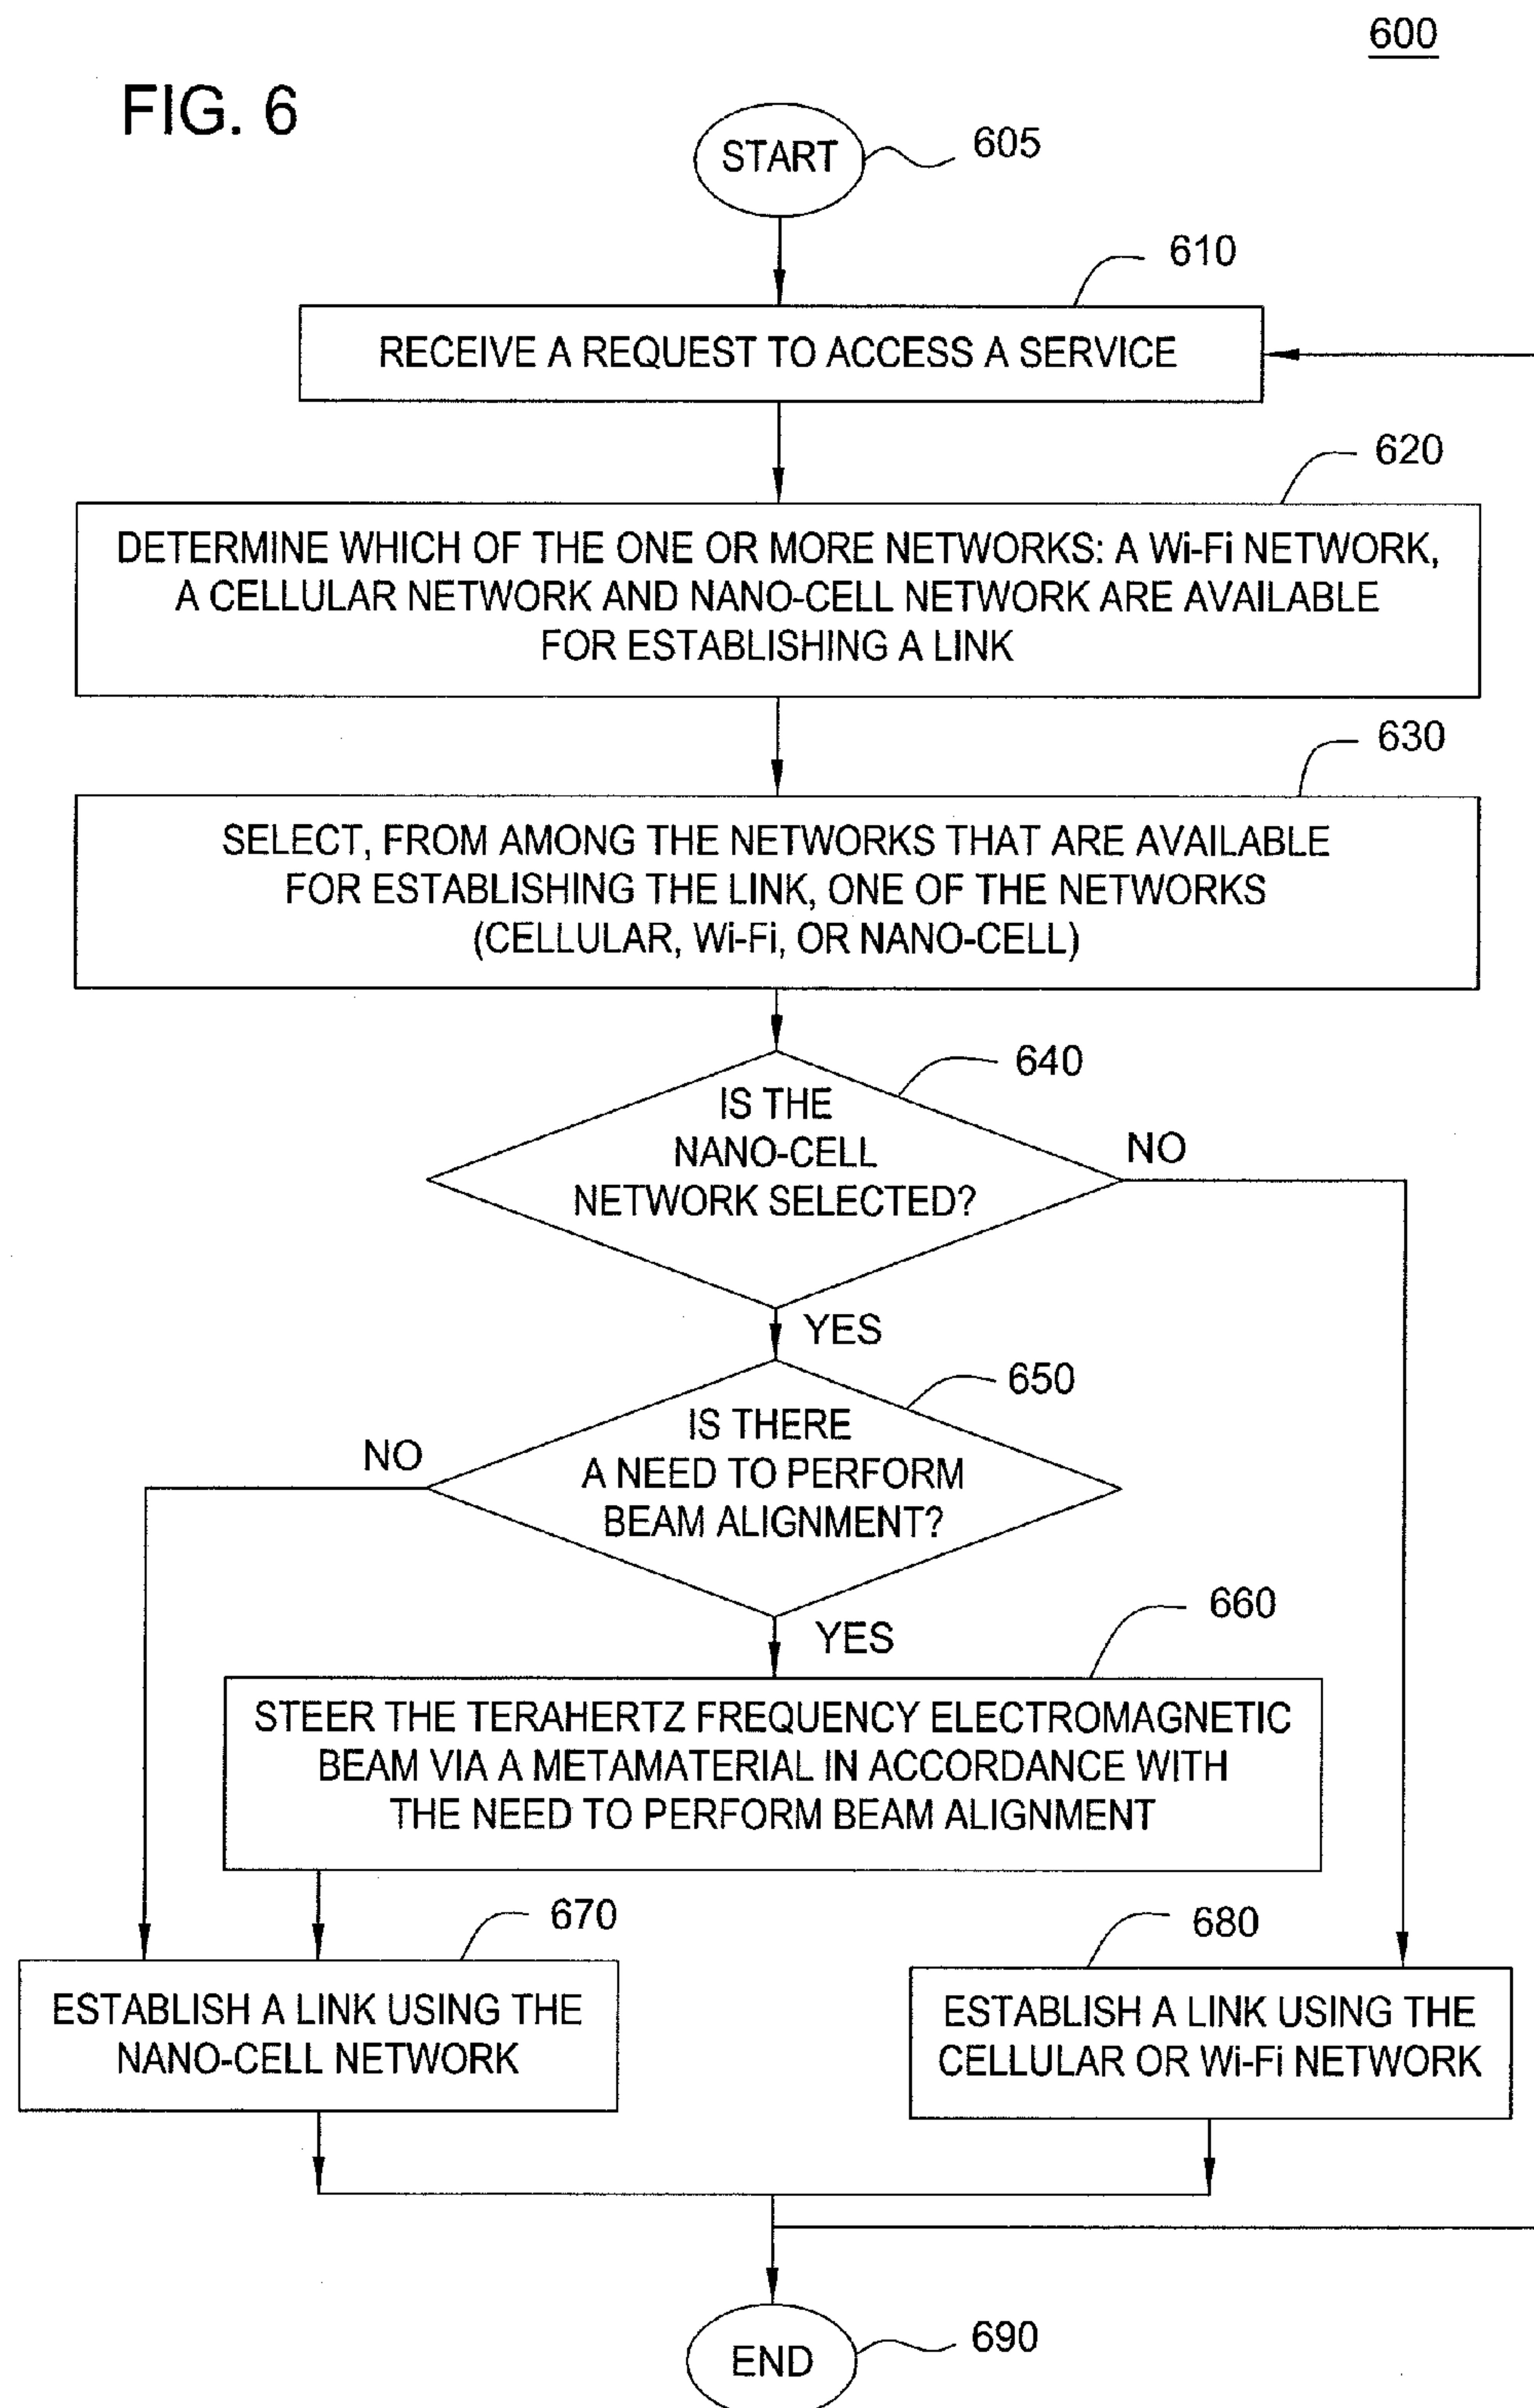 600
FIG. 6
START
605
610
RECEIVE A REQUEST TO ACCESS A SERVICE
620
DETERMINE WHICH OF THE ONE OR MORE NETWORKS: A Wi-Fi NETWORK,
A CELLULAR NETWORK AND NANO-CELL NETWORK ARE AVAILABLE
FOR ESTABLISHING A LINK
630
SELECT, FROM AMONG THE NETWORKS THAT ARE AVAILABLE
FOR ESTABLISHING THE LINK, ONE OF THE NETWORKS
(CELLULAR, Wi-Fi, OR NANO-CELL)
640
IS THE
NANO-CELL
NETWORK SELECTED?
NO
YES
650
IS THERE
A NEED TO PERFORM
BEAM ALIGNMENT?
NO
YES
660
STEER THE TERAHERTZ FREQUENCY ELECTROMAGNETIC
BEAM VIA A METAMATERIAL IN ACCORDANCE WITH
THE NEED TO PERFORM BEAM ALIGNMENT
670
ESTABLISH A LINK USING THE
NANO-CELL NETWORK
680
ESTABLISH A LINK USING THE
CELLULAR OR Wi-Fi NETWORK
END
690